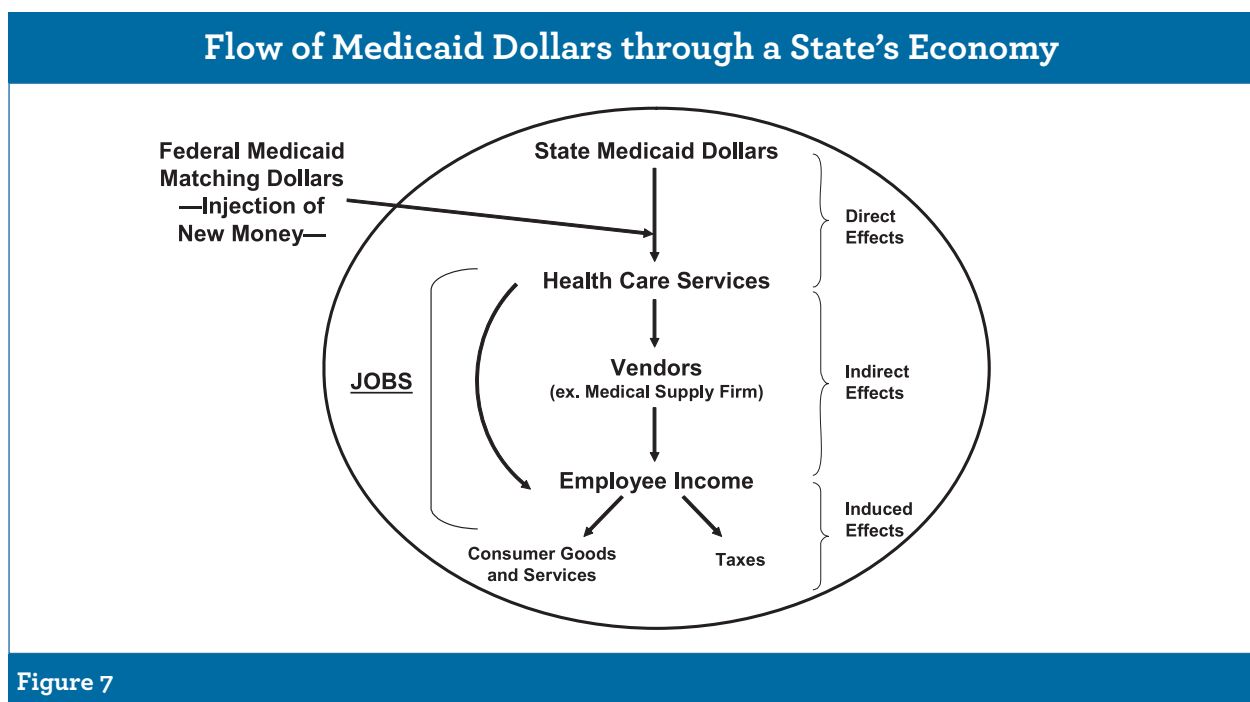 Flow of Medicaid Dollars through a State’s Economy
Federal Medicaid
Matching Dollars
—Injection of
New Money—
State Medicaid Dollars
Direct
Effects
Health Care Services
JOBS
Vendors
(ex. Medical Supply Firm)
Indirect
Effects
Employee Income
Induced
Effects
Consumer Goods
and Services
Taxes
Figure 7